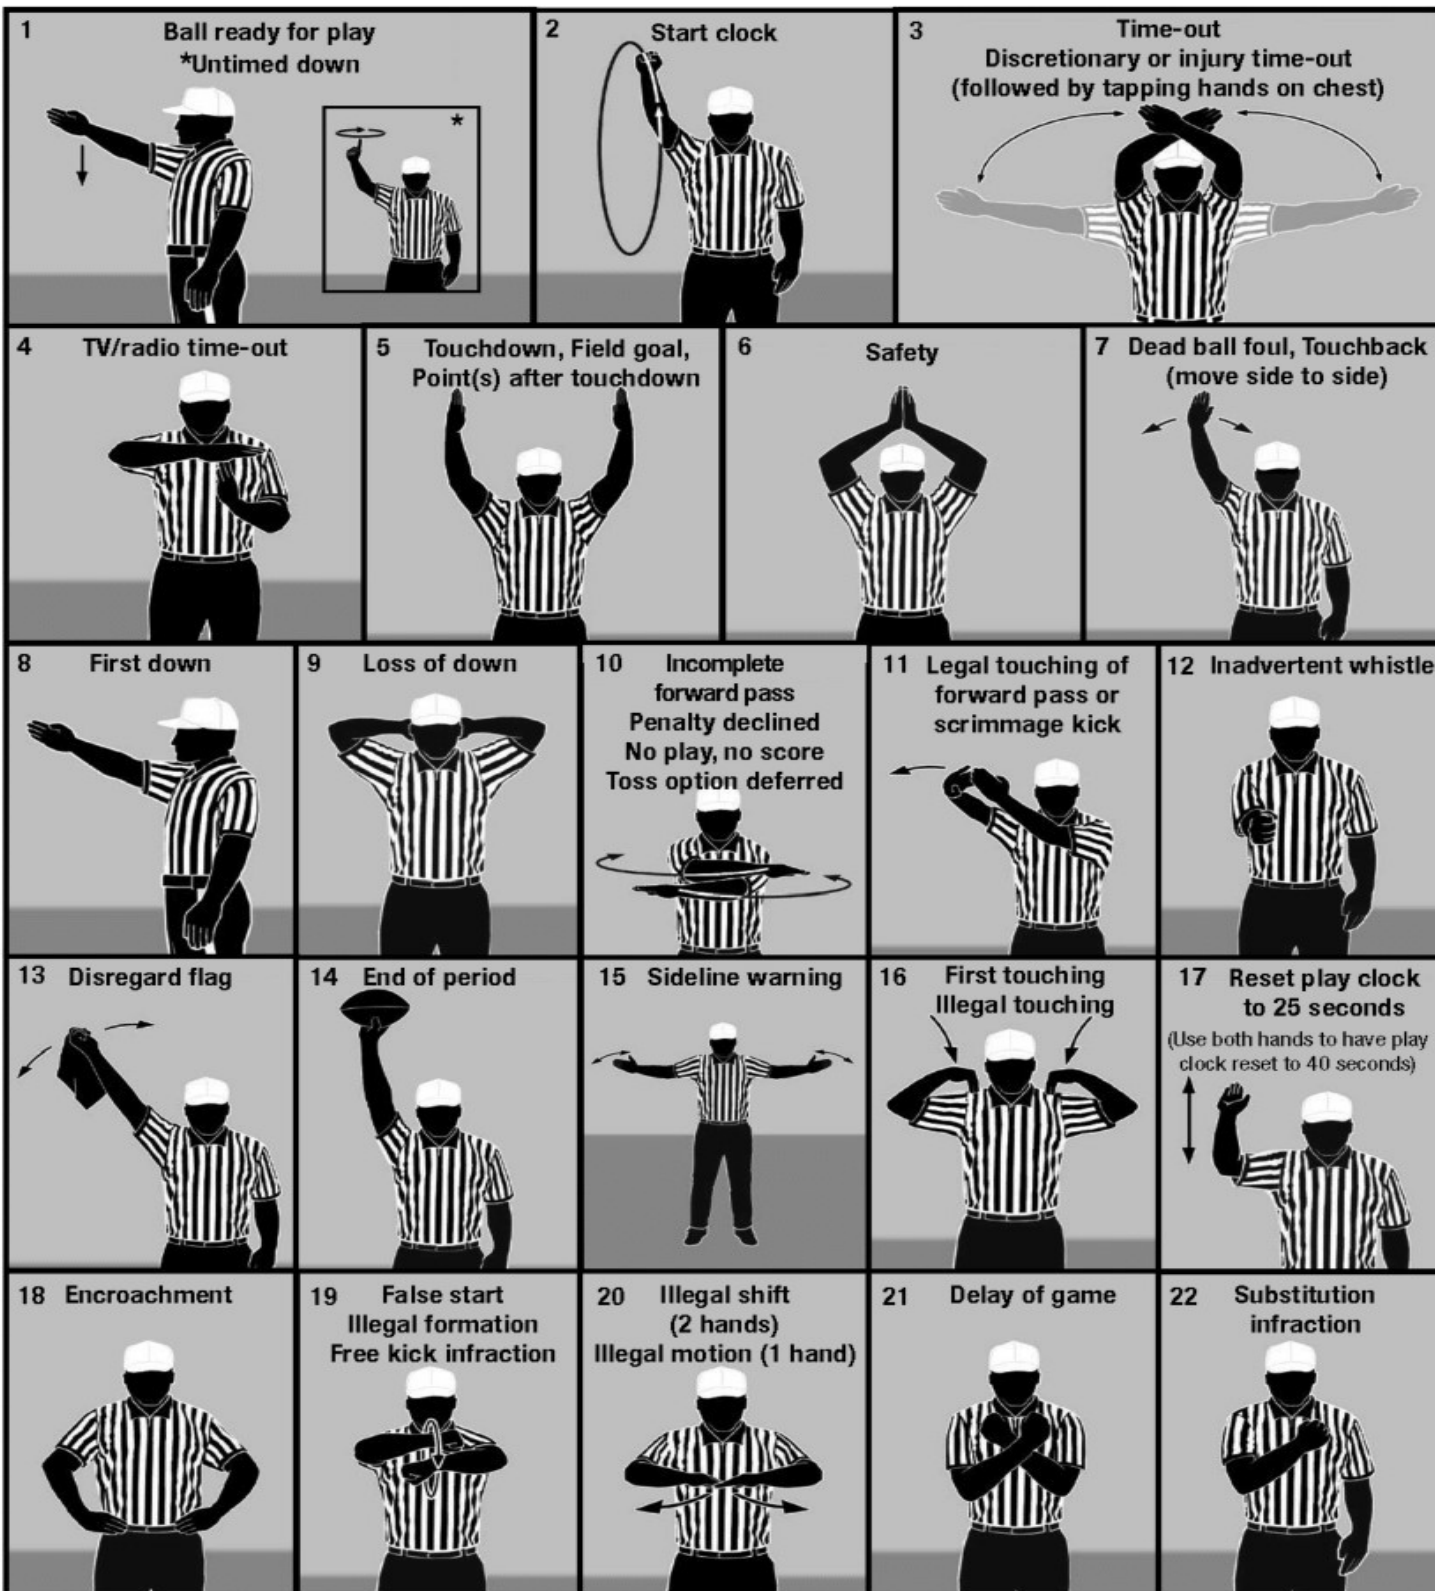 1
Ball ready for play
*Untimed down
*
2
Start clock
3
Time-out
Discretionary or injury time-out
(followed by tapping hands on chest)
4
TV/radio time-out
5
Touchdown, Field goal,
Point(s) after touchdown
6
Safety
7
Dead ball foul, Touchback
(move side to side)
8
First down
9
Loss of down
10
Incomplete
forward pass
Penalty declined
No play, no score
Toss option deferred
11
Legal touching of
forward pass or
scrimmage kick
12
Inadvertent whistle
13
Disregard flag
14
End of period
15
Sideline warning
16
First touching
Illegal touching
17
Reset play clock
to 25 seconds
(Use both hands to have play
clock reset to 40 seconds)
18
Encroachment
19
False start
Illegal formation
Free kick infraction
20
Illegal shift
(2 hands)
Illegal motion (1 hand)
21
Delay of game
22
Substitution
infraction